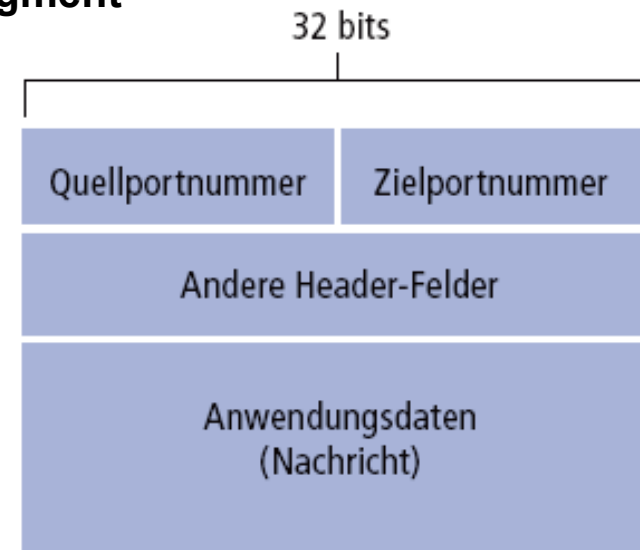 gment
32 bits
Quellportnummer Zielportnummer
Andere Header-Felder
Anwendungsdaten
(Nachricht)